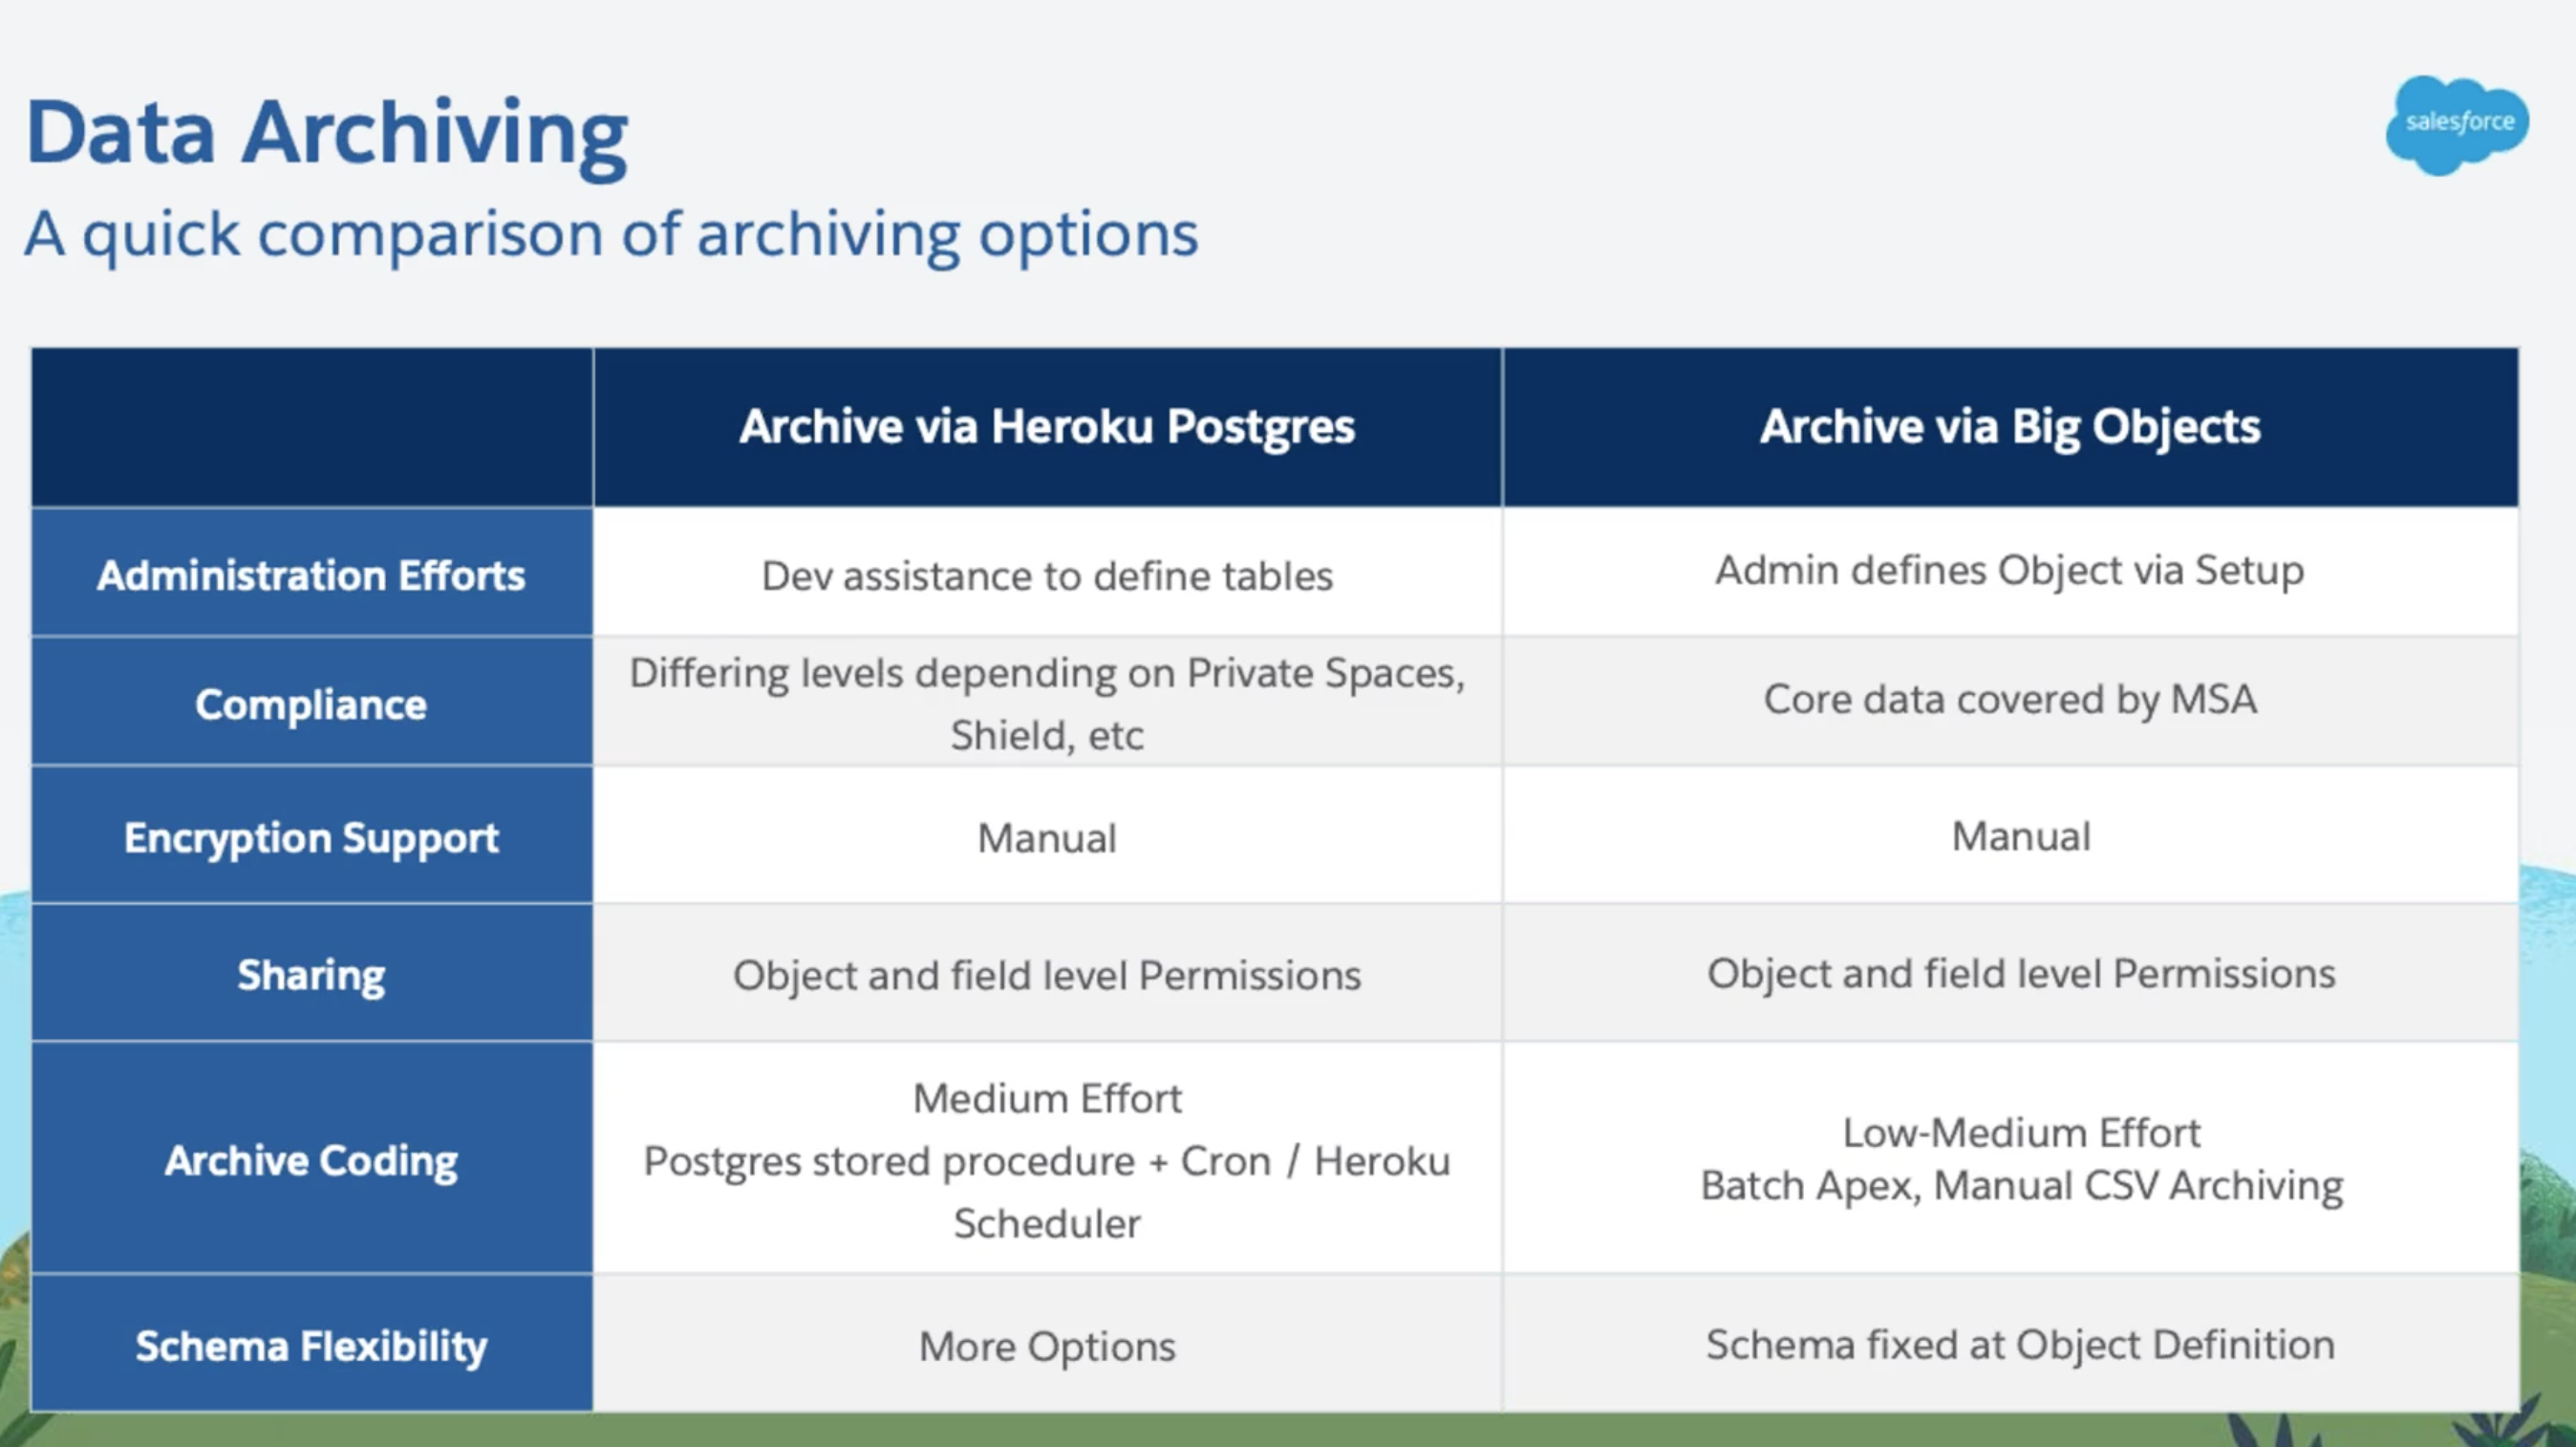 Data Archiving
salesforce
A quick comparison of archiving options
Archive via Heroku Postgres
Archive via Big Objects
Administration Efforts
Dev assistance to define tables
Admin defines Object via Setup
Compliance
Differing levels depending on Private Spaces,
Shield, etc
Core data covered by MSA
Encryption Support
Manual
Manual
Sharing
Object and field level Permissions
Object and field level Permissions
Archive Coding
Medium Effort
Postgres stored procedure + Cron / Heroku
Scheduler
Low-Medium Effort
Batch Apex, Manual CSV Archiving
Schema Flexibility
More Options
Schema fixed at Object Definition